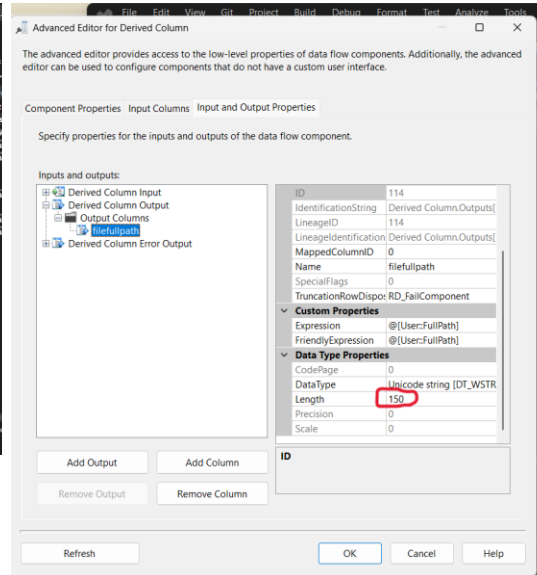 File Edit View Git Project Build Debug Format Test Analyze Tools
Advanced Editor for Derived Column
The advanced editor provides access to the low-level properties of data flow components. Additionally, the advanced
editor can be used to configure components that do not have a custom user interface.
Component Properties Input Columns Input and Output Properties
Specify properties for the inputs and outputs of the data flow component.
Inputs and outputs:
Derived Column Input
Derived Column Output
Output Columns
filefullpath
Derived Column Error Output
ID 114
IdentificationString Derived Column.Outputs[
LineageID 114
LineageIdentification Derived Column.Outputs[
MappedColumnID 0
Name filefullpath
SpecialFlags 0
TruncationRowDispos RD_FailComponent
Custom Properties
Expression @[User::FullPath]
FriendlyExpression @[User::FullPath]
Data Type Properties
CodePage 0
DataType Unicode string [DT_WSTR
Length 150
Precision 0
Scale 0
Add Output Add Column
Remove Output Remove Column
ID
Refresh OK Cancel Help